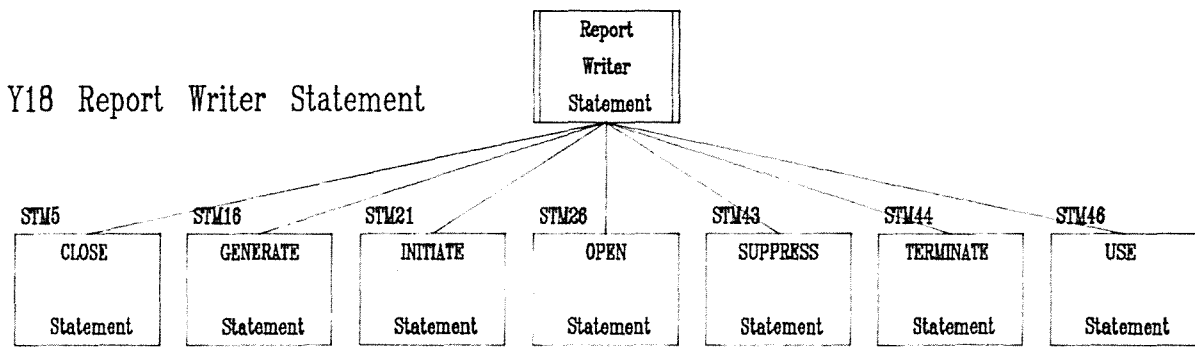 Report
Writer
Statement
Y18 Report Writer Statement
STM5 STM16 STM21 STM26 STM43 STM44 STM46
CLOSE GENERATE INITIATE OPEN SUPPRESS TERMINATE USE
Statement Statement Statement Statement Statement Statement Statement